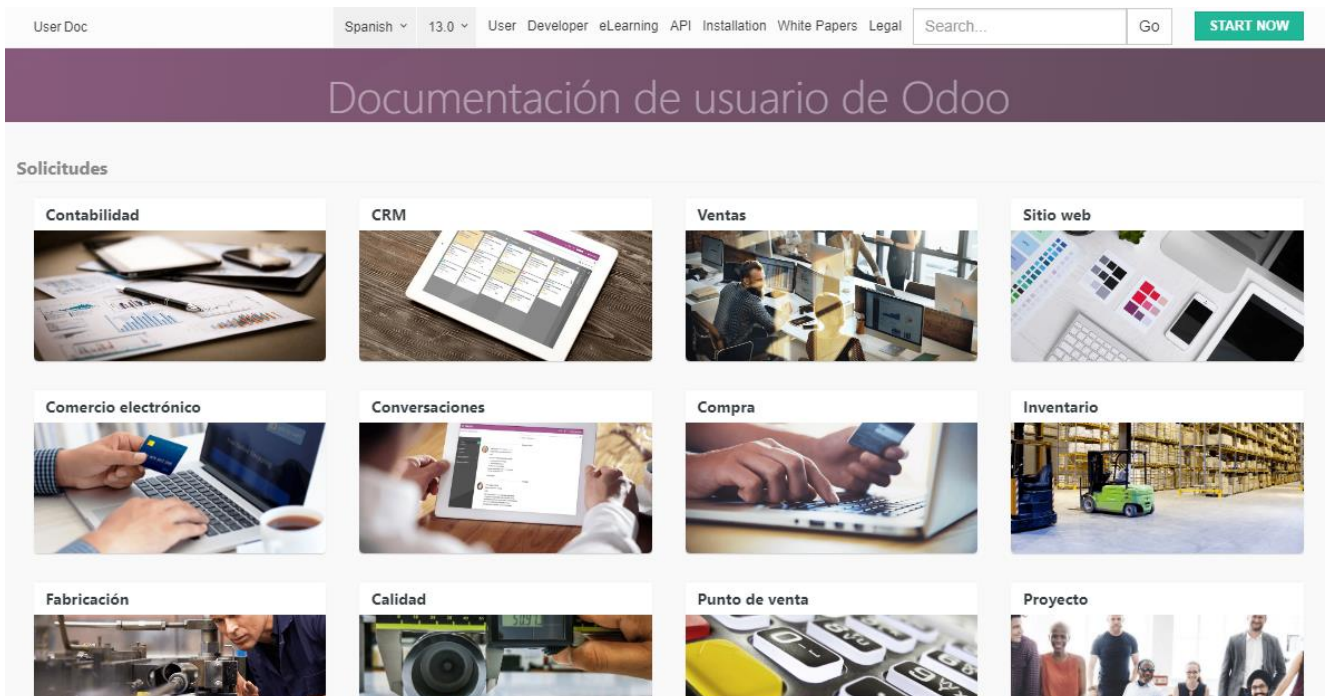 User Doc Spanish 13.0 User Developer eLearning API Installation White Papers Legal Search... Go START NOW
Documentación de usuario de Odoo
Solicitudes
Contabilidad CRM Ventas Sitio web
Comercio electrónico Conversaciones Compra Inventario
Fabricación Calidad Punto de venta Proyecto